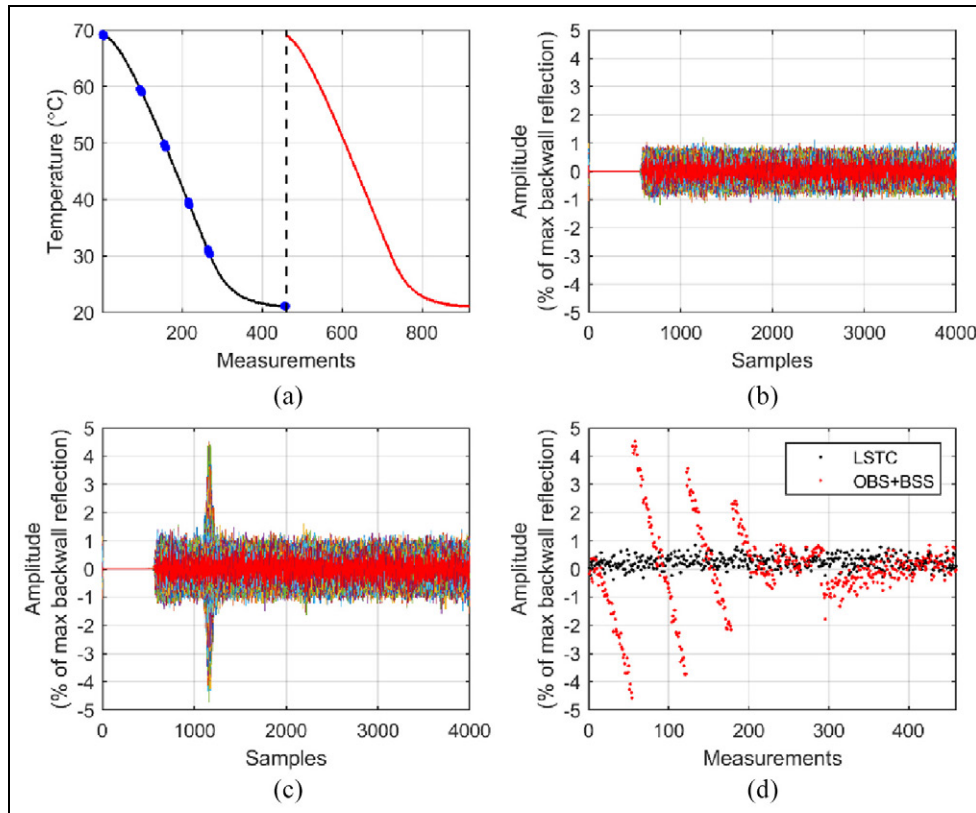 70
60
50
40
30
20
Temperature (°C)
200 400 600 800
Measurements
(a)
5
4
3
2
1
0
-1
-2
-3
-4
-5
Amplitude
(% of max backwall reflection)
0 1000 2000 3000 4000
Samples
(b)
5
4
3
2
1
0
-1
-2
-3
-4
-5
Amplitude
(% of max backwall reflection)
0 1000 2000 3000 4000
Samples
(c)
5
4
3
2
1
0
-1
-2
-3
-4
-5
Amplitude
(% of max backwall reflection)
LSTC
OBS+BSS
0 100 200 300 400
Measurements
(d)